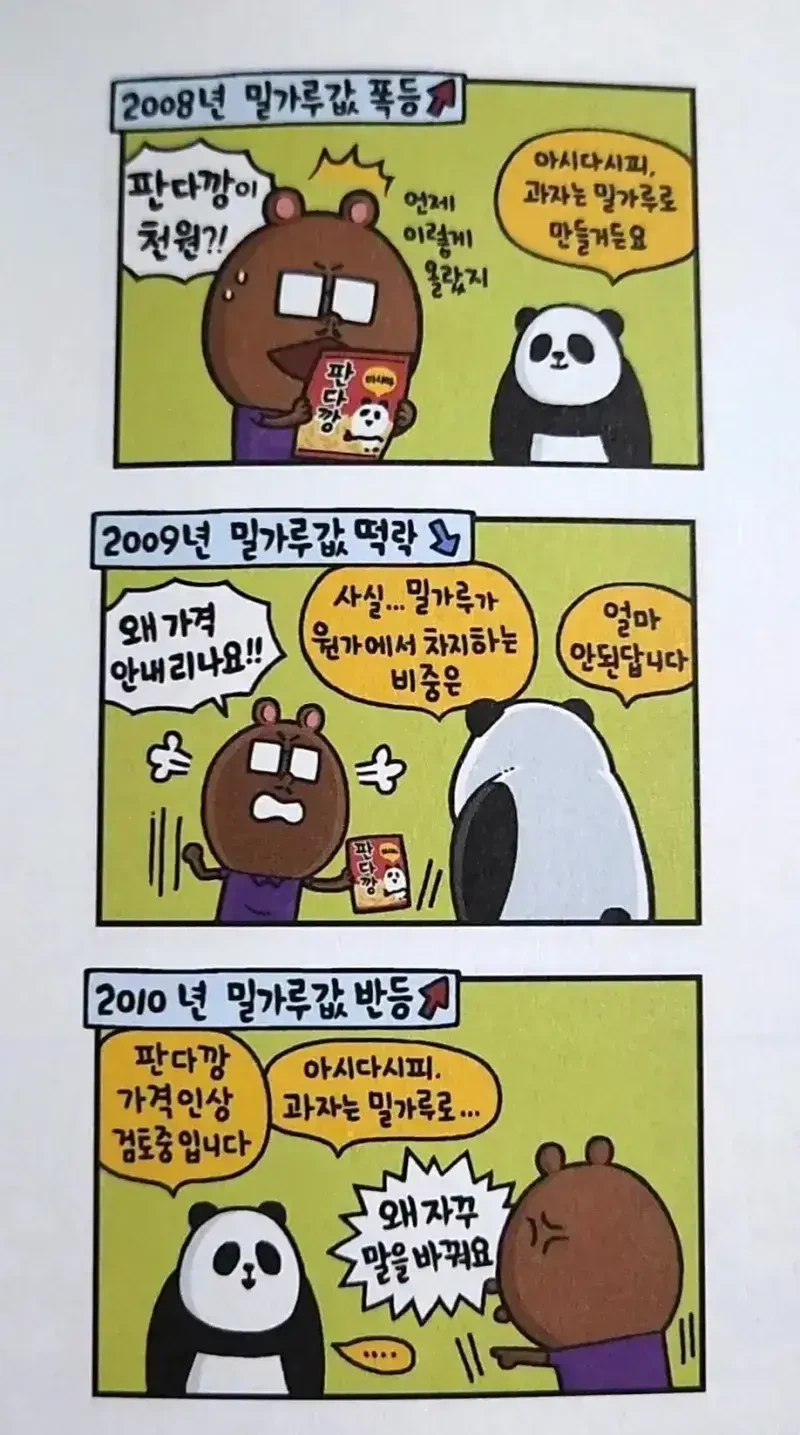 2008년 밀가루값 폭등
판다깡이
천원?!
언제
이렇게
올랐지
아시다시피,
과자는 밀가루로
만들거든요
판다깡
마시따
2009년 밀가루값 떡락
왜 가격
안내리나요!!
사실...밀가루가
원가에서 차지하는
비중은
얼마
안된답니다
판다깡
2010년 밀가루값 반등
판다깡
가격인상
검토중입니다
아시다시피.
과자는 밀가루로...
왜 자꾸
말을 바꿔요
....